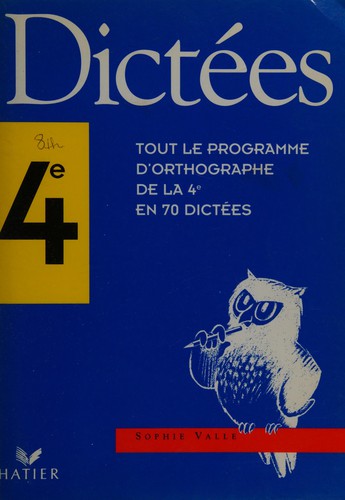 Dictées
4e
TOUT LE PROGRAMME
D'ORTHOGRAPHE
DE LA 4e
EN 70 DICTÉES
SOPHIE VALLE
HATIER